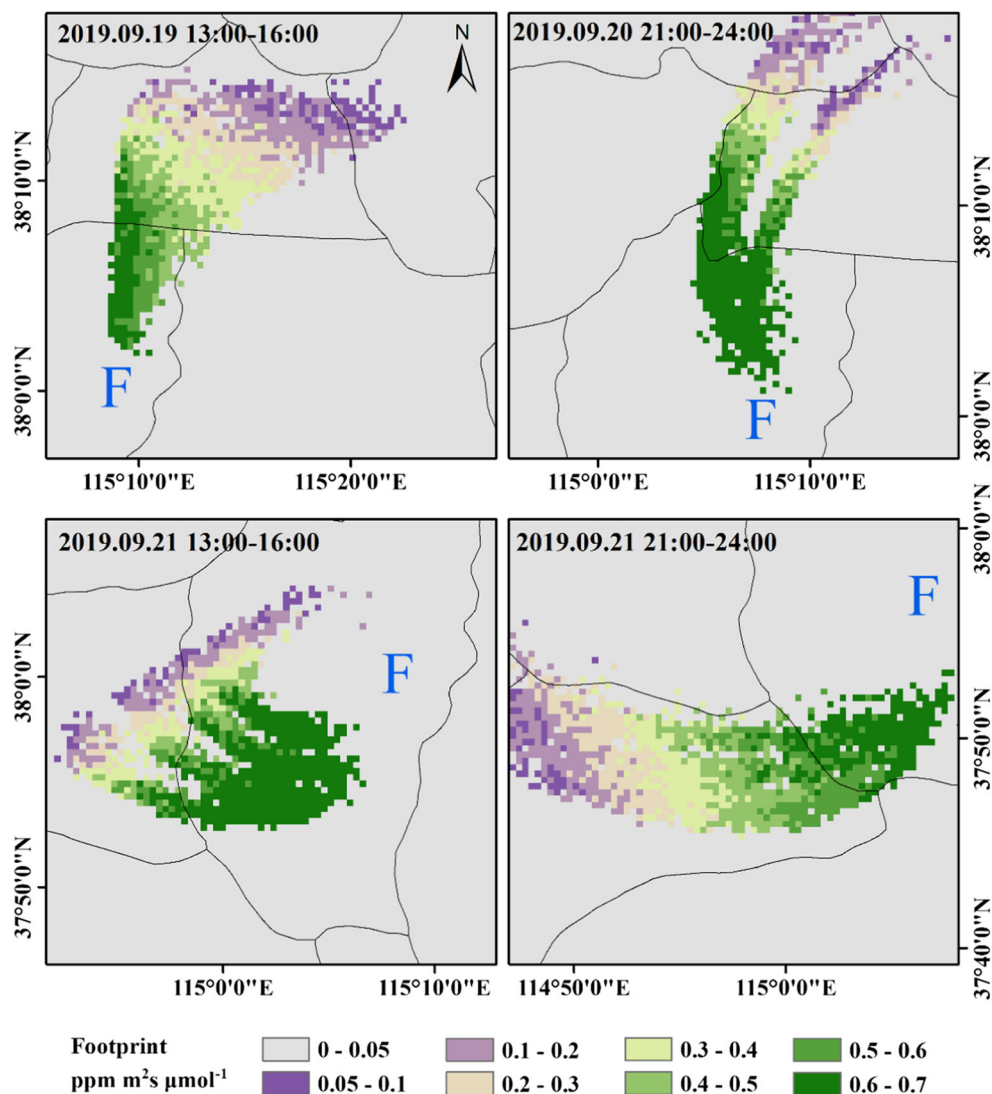 2019.09.19 13:00-16:00
N
F
38°10'0"N
38°0'0"N
115°10'0"E
115°20'0"E
2019.09.20 21:00-24:00
F
38°10'0"N
38°0'0"N
115°0'0"E
115°10'0"E
2019.09.21 13:00-16:00
F
38°0'0"N
37°50'0"N
115°0'0"E
115°10'0"E
2019.09.21 21:00-24:00
F
38°0'0"N
37°50'0"N
37°40'0"N
114°50'0"E
115°0'0"E
Footprint
ppm m²s μmol⁻¹
0 - 0.05
0.1 - 0.2
0.3 - 0.4
0.5 - 0.6
0.05 - 0.1
0.2 - 0.3
0.4 - 0.5
0.6 - 0.7